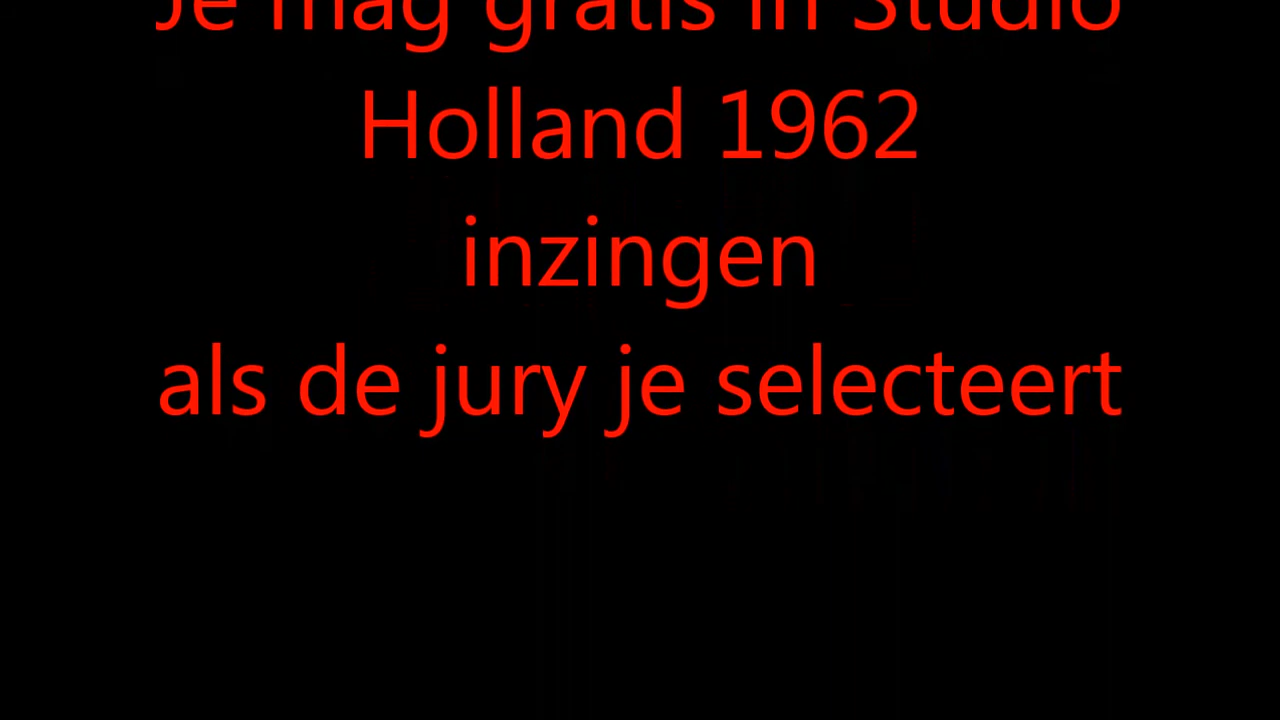 Je mag gratis in Studio
Holland 1962
inzingen
als de jury je selecteert